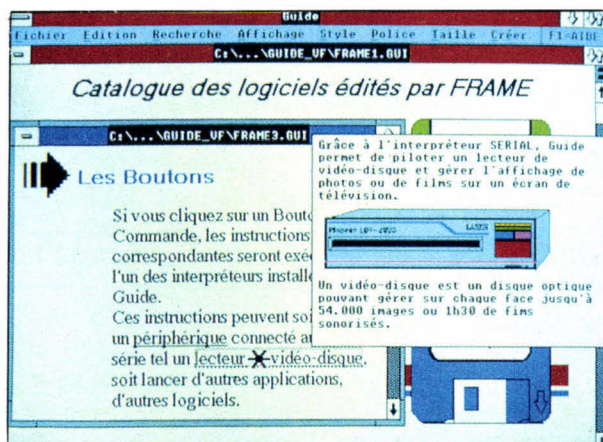 Guide
Fichier Edition Recherche Affichage Style Police Taille Créer F1=AIDE
C:\...\GUIDE_VF\FRAME1.GUI
Catalogue des logiciels édités par FRAME
C:\...\GUIDE_VF\FRAME3.GUI
Les Boutons
Si vous cliquez sur un Bouto
Commande, les instructions
correspondantes seront exé
l'un des interpréteurs installe
Guide.
Ces instructions peuvent soi
un périphérique connecté au
série tel un lecteur vidéo-disque,
soit lancer d'autres applications,
d'autres logiciels.
Grâce à l'interpréteur SERIAL, Guide
permet de piloter un lecteur de
vidéo-disque et gérer l'affichage de
photos ou de films sur un écran de
télévision.
LASER
Un vidéo-disque est un disque optique
pouvant gérer sur chaque face jusqu'à
54.000 images ou 1h30 de fims
sonorisés.